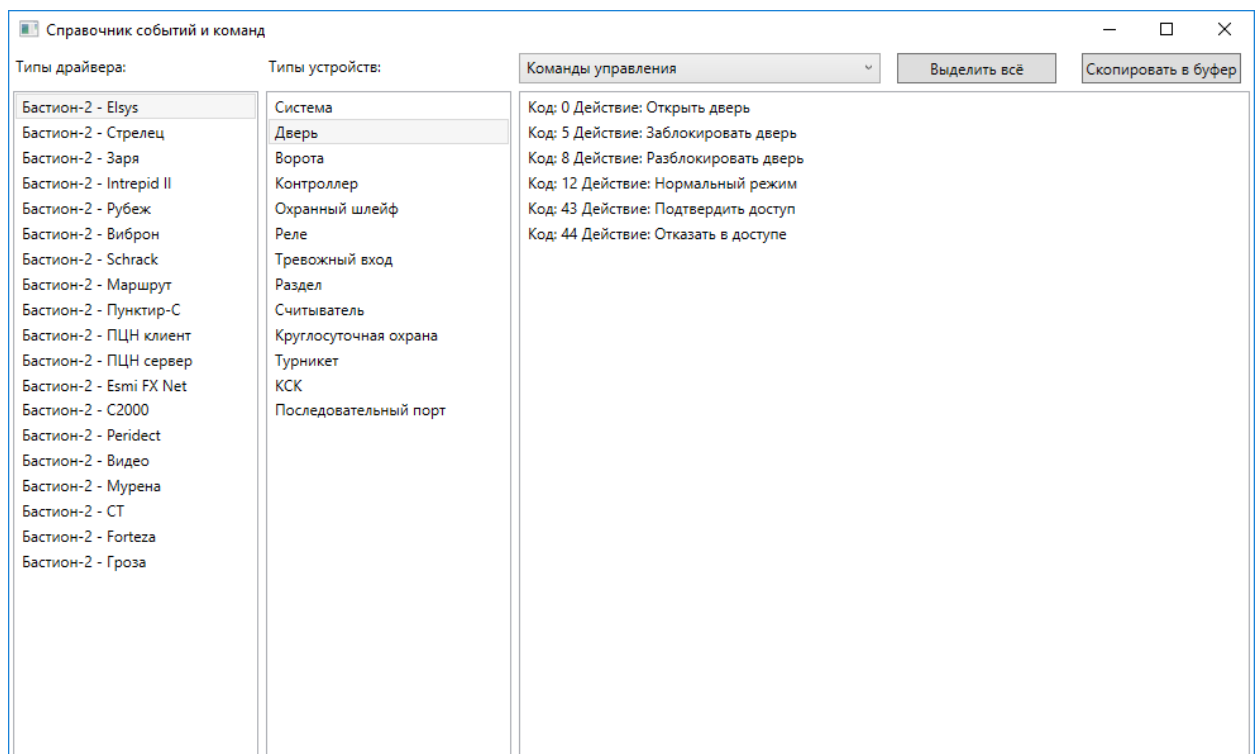 Справочник событий и команд
Типы драйвера:
Типы устройств:
Команды управления
Выделить всё
Скопировать в буфер
Бастион-2 - Elsys
Бастион-2 - Стрелец
Бастион-2 - Заря
Бастион-2 - Intrepid II
Бастион-2 - Рубеж
Бастион-2 - Виброн
Бастион-2 - Schrack
Бастион-2 - Маршрут
Бастион-2 - Пунктир-С
Бастион-2 - ПЦН клиент
Бастион-2 - ПЦН сервер
Бастион-2 - Esmi FX Net
Бастион-2 - С2000
Бастион-2 - Peridect
Бастион-2 - Видео
Бастион-2 - Мурена
Бастион-2 - СТ
Бастион-2 - Forteza
Бастион-2 - Гроза
Система
Дверь
Ворота
Контроллер
Охранный шлейф
Реле
Тревожный вход
Раздел
Считыватель
Круглосуточная охрана
Турникет
КСК
Последовательный порт
Код: 0 Действие: Открыть дверь
Код: 5 Действие: Заблокировать дверь
Код: 8 Действие: Разблокировать дверь
Код: 12 Действие: Нормальный режим
Код: 43 Действие: Подтвердить доступ
Код: 44 Действие: Отказать в доступе